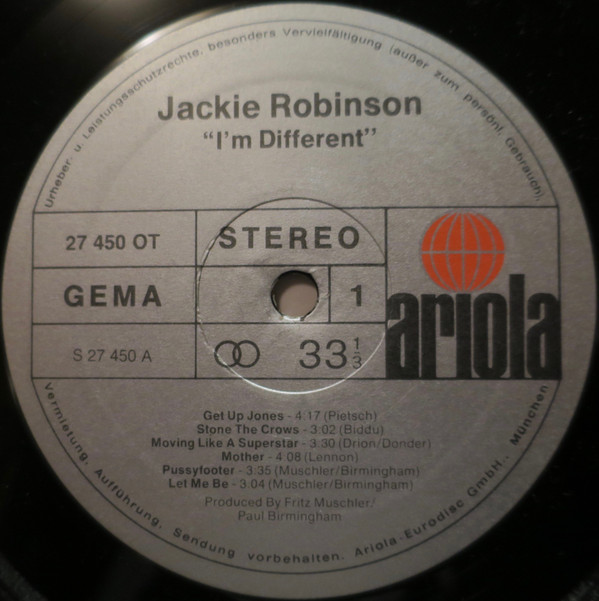 Urheber- u. Leistungsschutzrechte, besonders Vervielfältigung (außer zum persönl. Gebrauch),
Jackie Robinson
“I'm Different”
27 450 OT
STEREO
GEMA
1
ariola
S 27 450 A
33 1/3
Get Up Jones - 4:17 (Pietsch)
Stone The Crows - 3:02 (Biddu)
Moving Like A Superstar - 3:30 (Drion/Donder)
Mother - 4:08 (Lennon)
Pussyfooter - 3:35 (Muschler/Birmingham)
Let Me Be - 3:04 (Muschler/Birmingham)
Produced By Fritz Muschler/
Paul Birmingham
Vermietung, Aufführung, Sendung vorbehalten. Ariola-Eurodisc GmbH., München